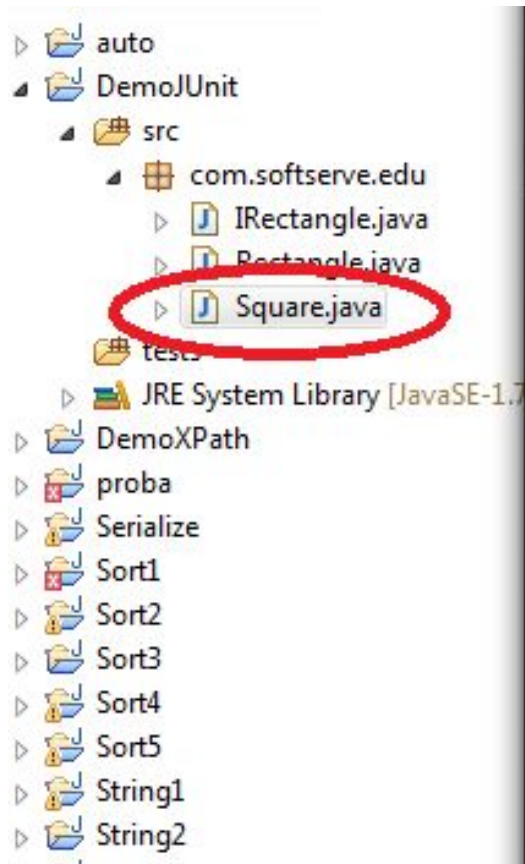 auto
DemoJUnit
src
com.softserve.edu
IRectangle.java
Rectangle.java
Square.java
tests
JRE System Library [JavaSE-1.7
DemoXPath
proba
Serialize
Sort1
Sort2
Sort3
Sort4
Sort5
String1
String2